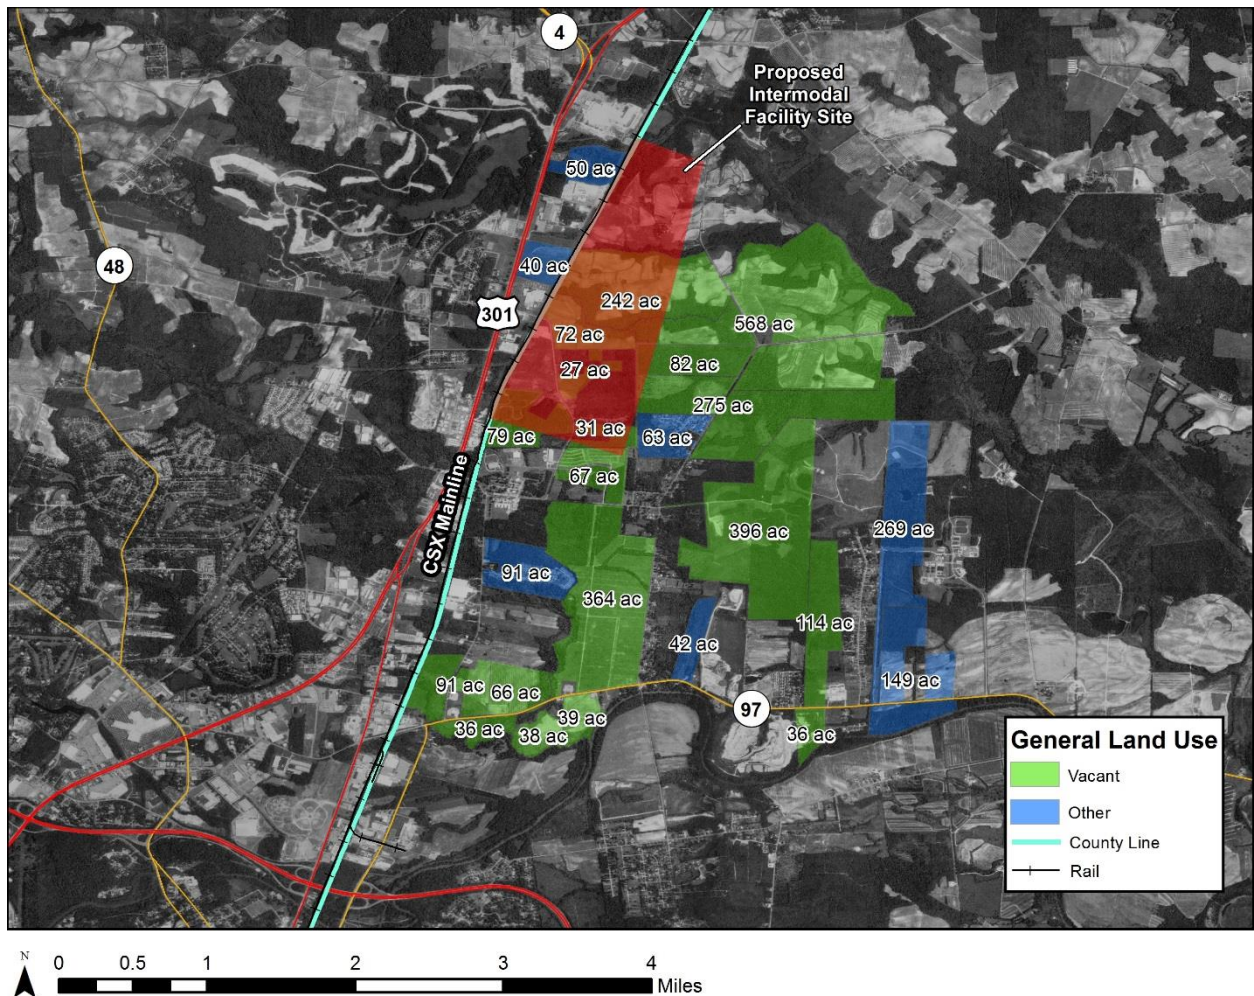 4
Proposed
Intermodal
Facility Site
50 ac
48
40 ac
301
242 ac
568 ac
72 ac
82 ac
27 ac
275 ac
79 ac
31 ac
63 ac
67 ac
CSX Mainline
396 ac
269 ac
91 ac
364 ac
114 ac
42 ac
91 ac
66 ac
149 ac
97
39 ac
36 ac
38 ac
36 ac
General Land Use
Vacant
Other
County Line
Rail
N
0 0.5 1 2 3 4
Miles